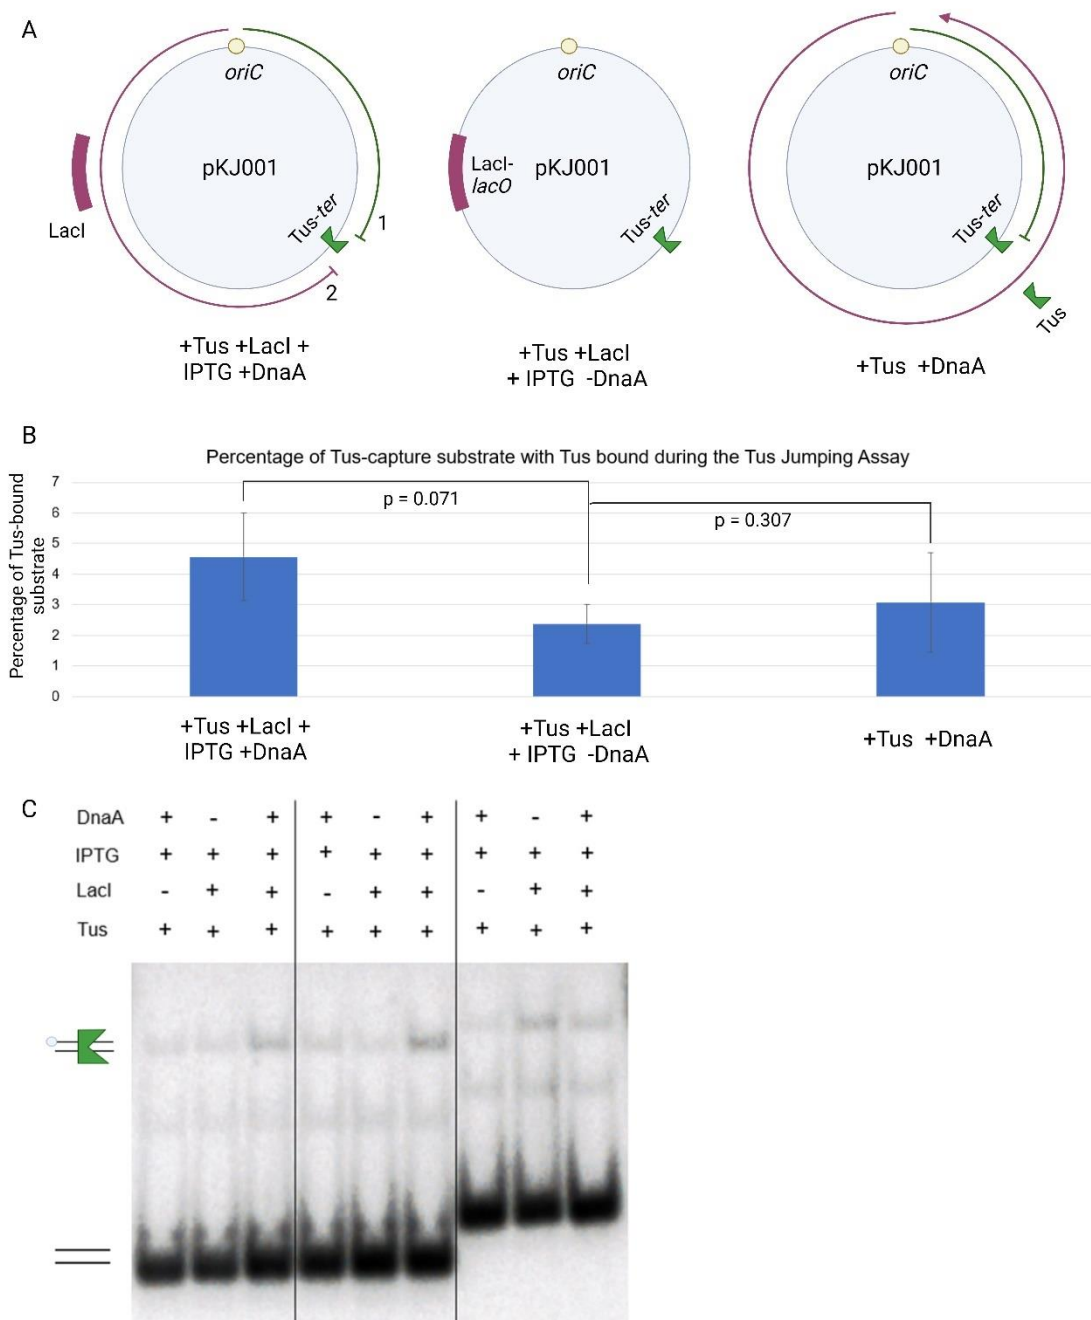 A
oriC
pKJ001
LacI
Tus-ter
1
2
+Tus +LacI +
IPTG +DnaA
oriC
LacI-
lacO
pKJ001
Tus-ter
+Tus +LacI
+ IPTG -DnaA
oriC
pKJ001
Tus-ter
Tus
+Tus +DnaA
B
Percentage of Tus-capture substrate with Tus bound during the Tus Jumping Assay
Percentage of Tus-bound
substrate
7
6
5
4
3
2
1
0
p = 0.071
p = 0.307
+Tus +LacI +
IPTG +DnaA
+Tus +LacI
+ IPTG -DnaA
+Tus +DnaA
C
DnaA + - + + - + + - +
IPTG + + + + + + + + +
LacI - + + - + + - + +
Tus + + + + + + + + +